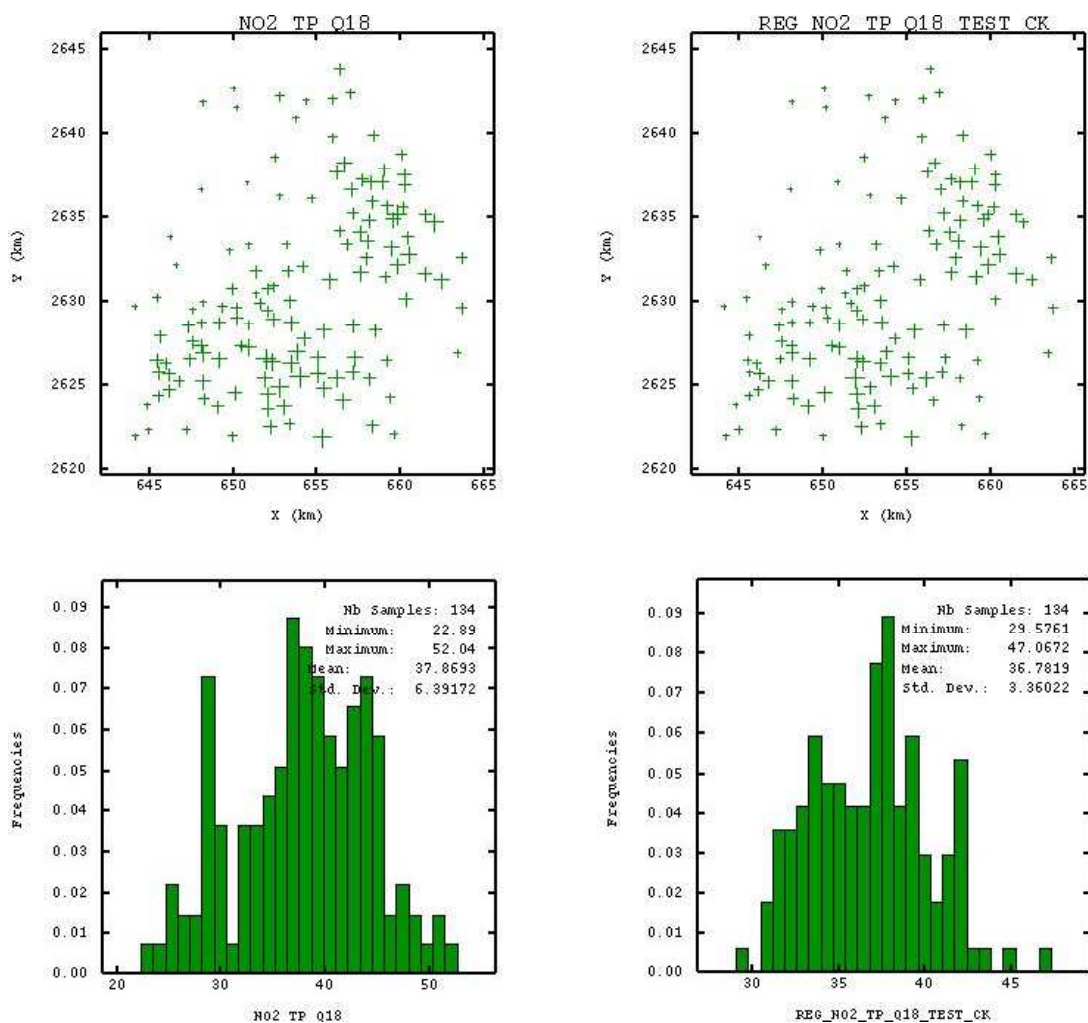 NO2 TP Q18
2645
2640
2635
2630
2625
2620
Y (km)
645 650 655 660 665
X (km)
REG NO2 TP Q18 TEST CK
2645
2640
2635
2630
2625
2620
Y (km)
645 650 655 660 665
X (km)
0.09
0.08
0.07
0.06
0.05
0.04
0.03
0.02
0.01
0.00
Frequencies
Nb Samples: 134
Minimum: 22.89
Maximum: 52.04
Mean: 37.8693
Std. Dev.: 6.39172
20 30 40 50
NO2 TP Q18
0.09
0.08
0.07
0.06
0.05
0.04
0.03
0.02
0.01
0.00
Frequencies
Nb Samples: 134
Minimum: 29.5761
Maximum: 47.0672
Mean: 36.7819
Std. Dev.: 3.36022
30 35 40 45
REG_NO2_TP_Q18_TEST_CK